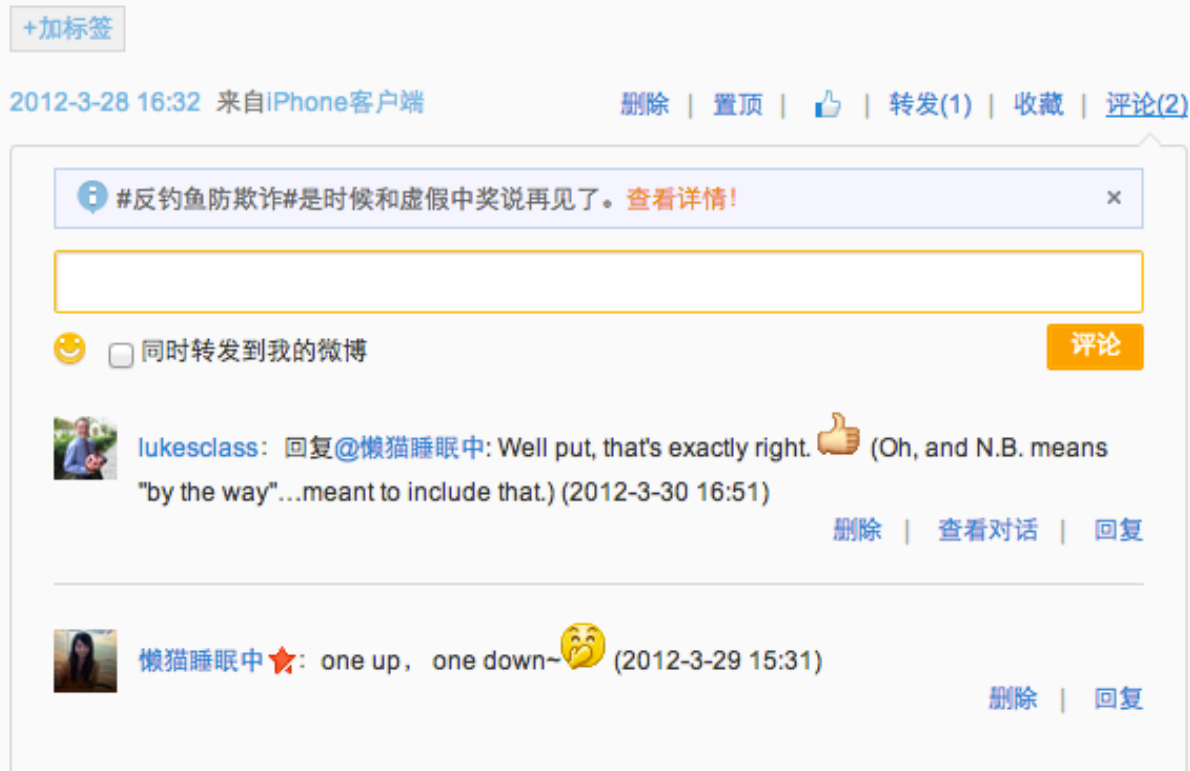 +加标签
2012-3-28 16:32 来自iPhone客户端 删除 | 置顶 | | 转发(1) | 收藏 | 评论(2)
#反钓鱼防欺诈#是时候和虚假中奖说再见了。查看详情! ×
同时转发到我的微博 评论
lukesclass：回复@懒猫睡眠中: Well put, that's exactly right. (Oh, and N.B. means
"by the way"…meant to include that.) (2012-3-30 16:51)
删除 | 查看对话 | 回复
懒猫睡眠中：one up， one down~ (2012-3-29 15:31)
删除 | 回复